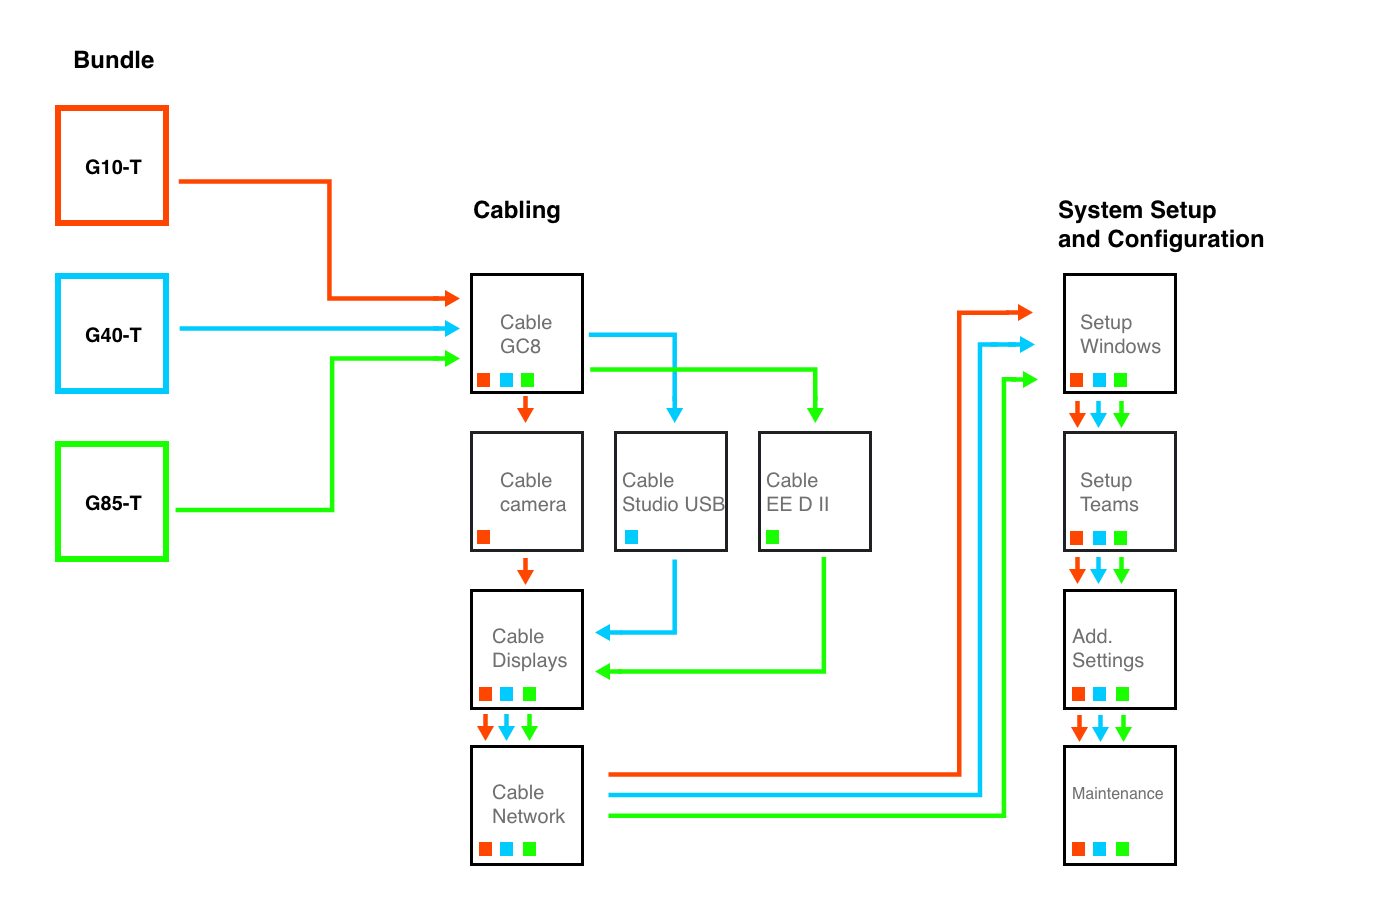 Bundle
G10-T
G40-T
G85-T
Cabling
Cable
GC8
Cable
camera
Cable
Studio USB
Cable
EE D II
Cable
Displays
Cable
Network
System Setup
and Configuration
Setup
Windows
Setup
Teams
Add.
Settings
Maintenance